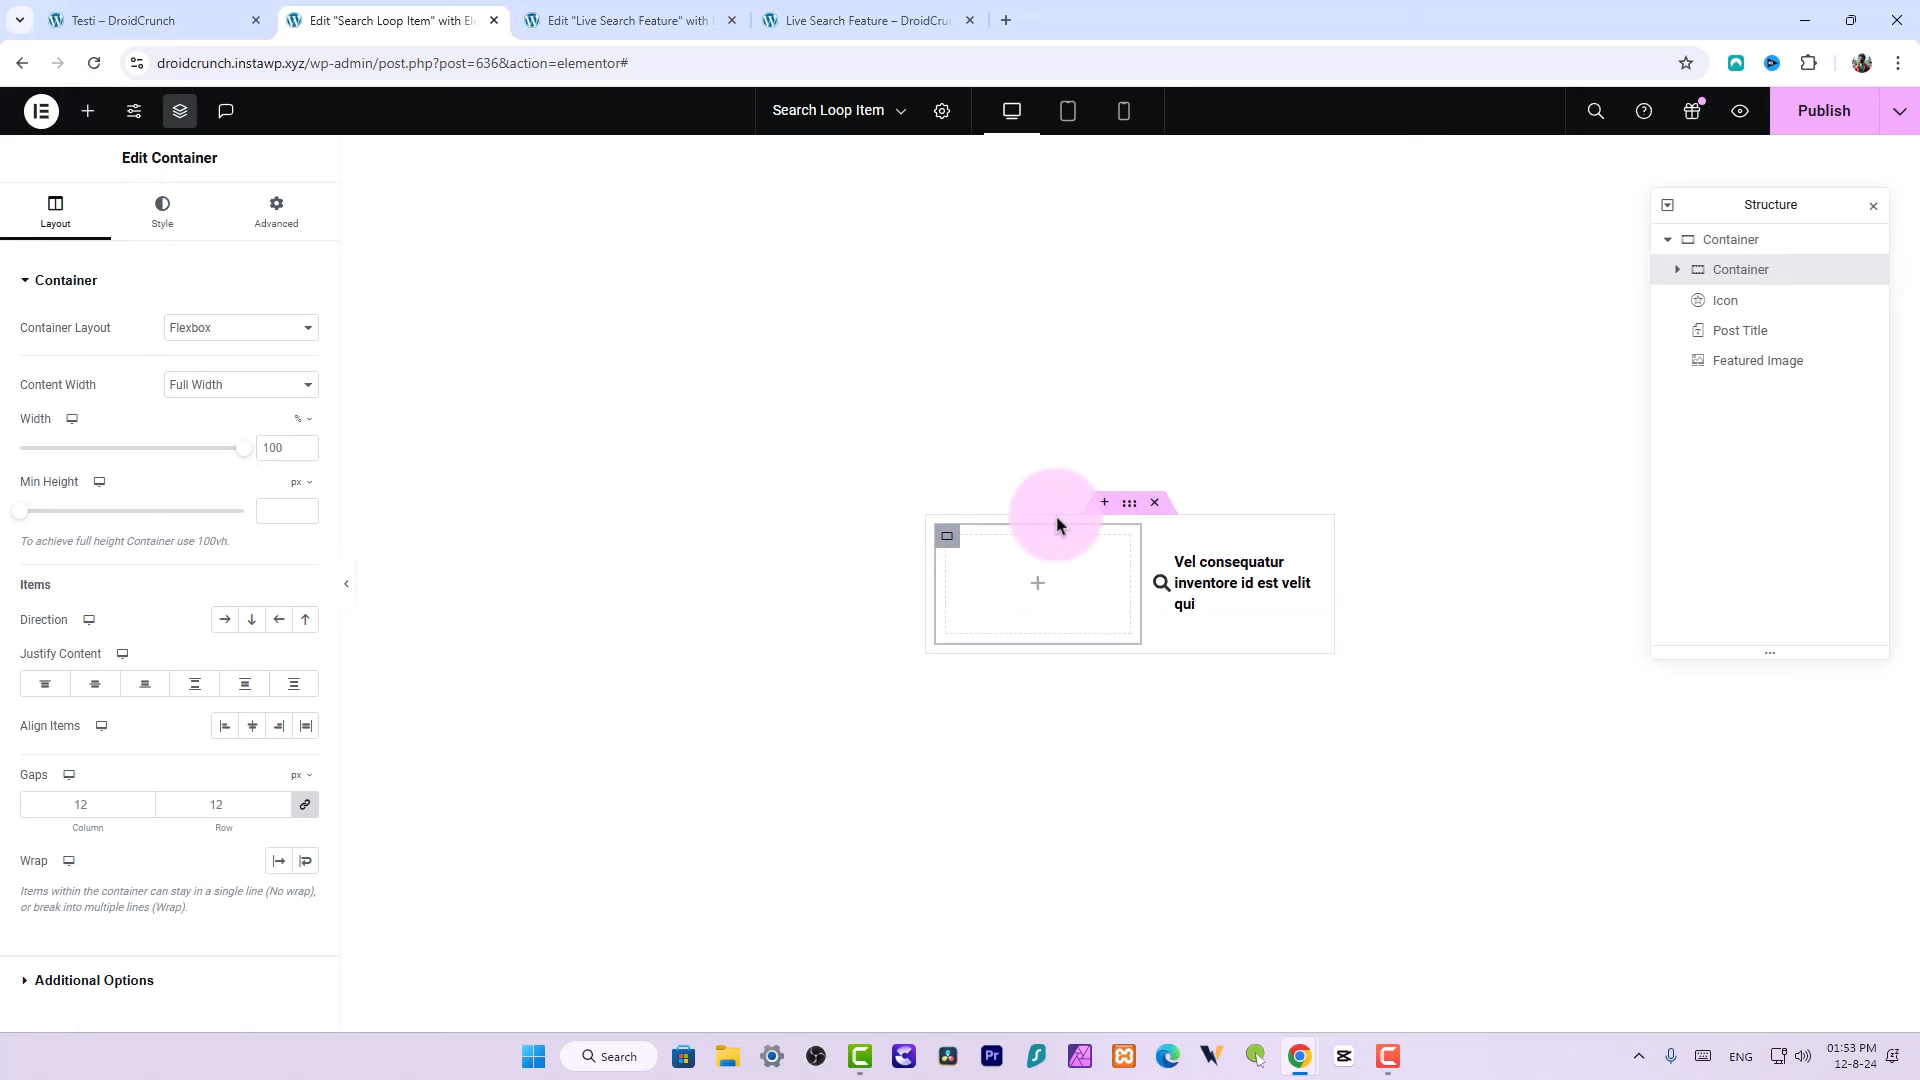 Testi – DroidCrunch
Edit "Search Loop Item" with Ele
Edit "Live Search Feature" with E
Live Search Feature – DroidCrun
droidcrunch.instawp.xyz/wp-admin/post.php?post=636&action=elementor#
Search Loop Item
Publish
Edit Container
Layout
Style
Advanced
Container
Container Layout
Flexbox
Content Width
Full Width
Width
%
100
Min Height
px
To achieve full height Container use 100vh.
Items
Direction
Justify Content
Align Items
Gaps
px
12
12
Column
Row
Wrap
Items within the container can stay in a single line (No wrap),
or break into multiple lines (Wrap).
Additional Options
Vel consequatur
inventore id est velit
qui
Structure
Container
Container
Icon
Post Title
Featured Image
Search
Pr
ENG
01:53 PM
12-8-24